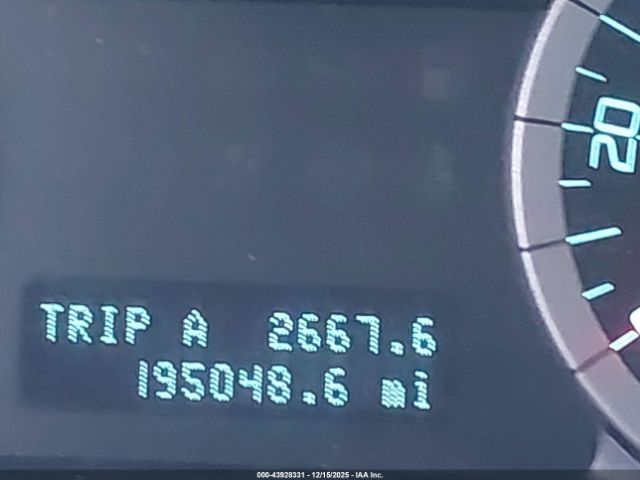 20
TRIP A 2667.6
195048.6 mi
000-43928331 - 12/15/2025 - IAA Inc.